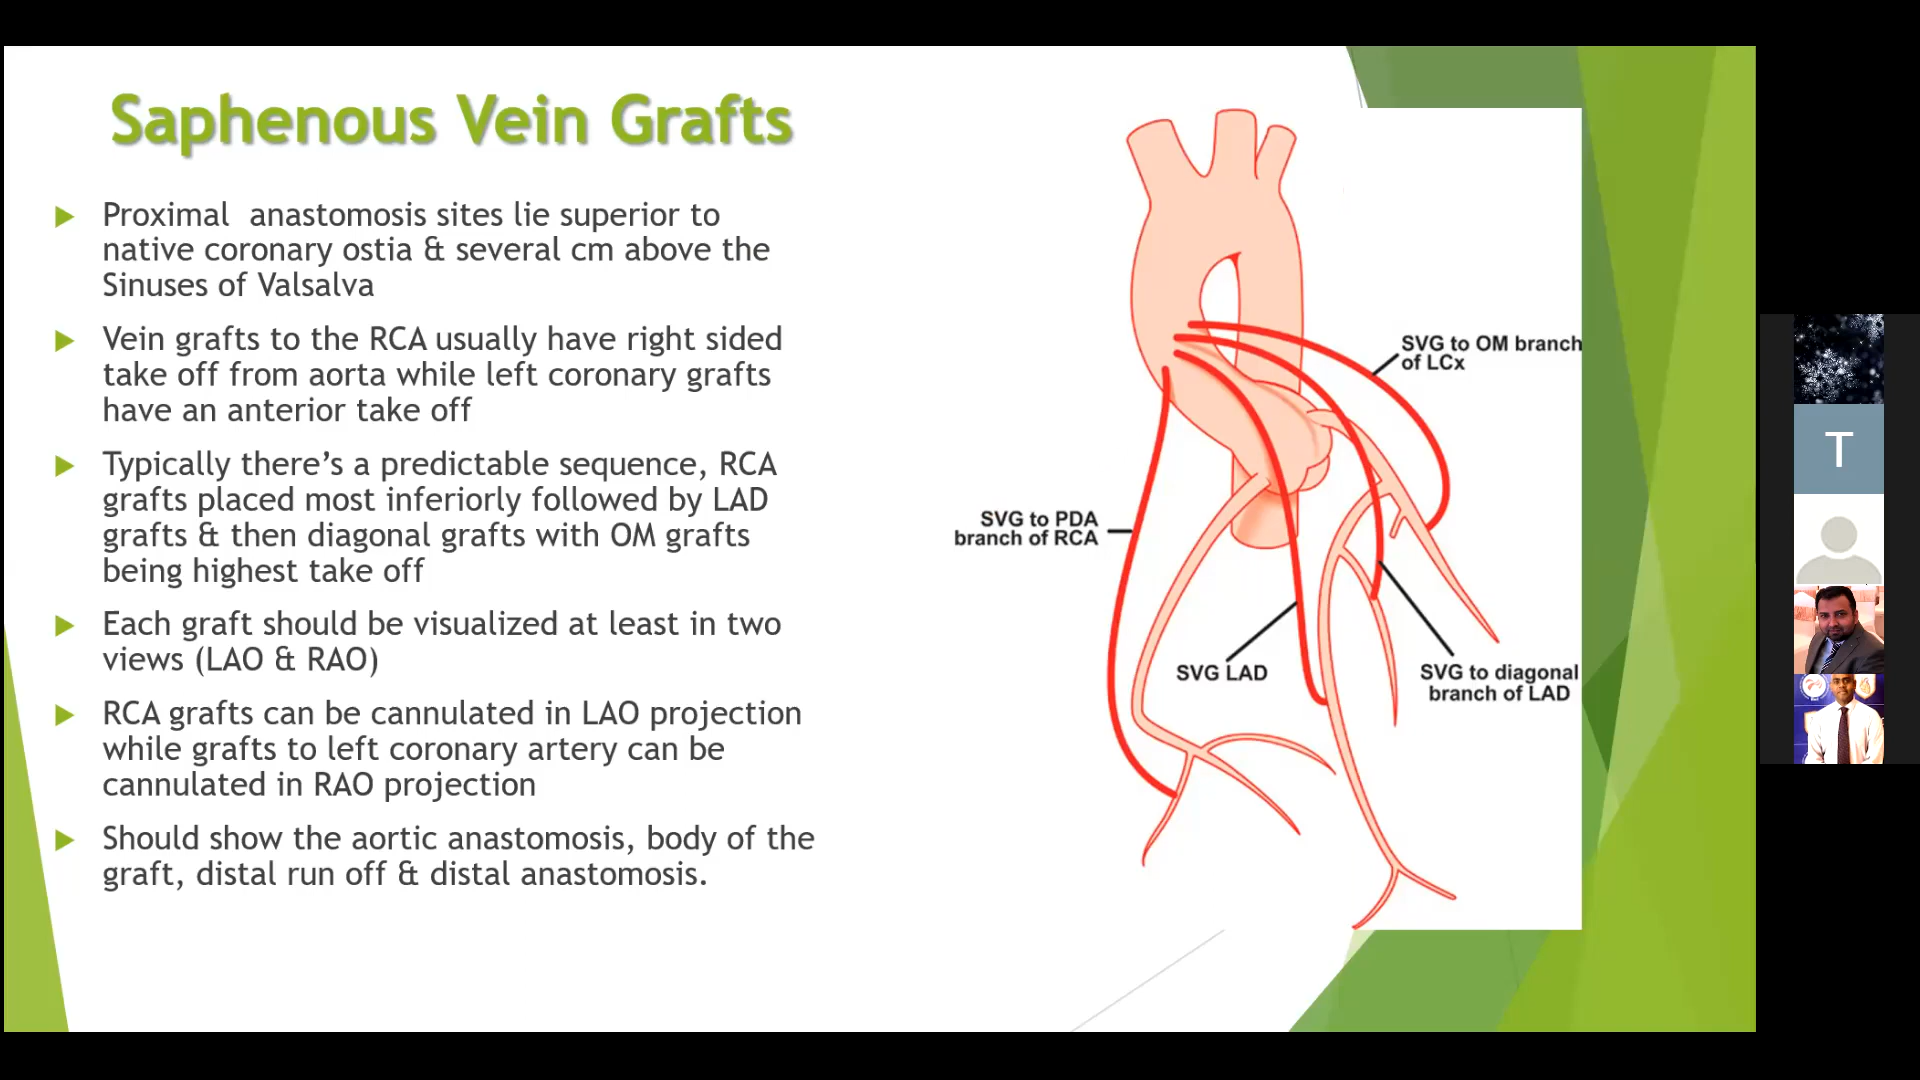 Saphenous Vein Grafts
Proximal anastomosis sites lie superior to
native coronary ostia & several cm above the
Sinuses of Valsalva
Vein grafts to the RCA usually have right sided
take off from aorta while left coronary grafts
have an anterior take off
Typically there’s a predictable sequence, RCA
grafts placed most inferiorly followed by LAD
grafts & then diagonal grafts with OM grafts
being highest take off
Each graft should be visualized at least in two
views (LAO & RAO)
RCA grafts can be cannulated in LAO projection
while grafts to left coronary artery can be
cannulated in RAO projection
Should show the aortic anastomosis, body of the
graft, distal run off & distal anastomosis.
SVG to OM branch
of LCx
SVG to PDA
branch of RCA
SVG LAD
SVG to diagonal
branch of LAD
T